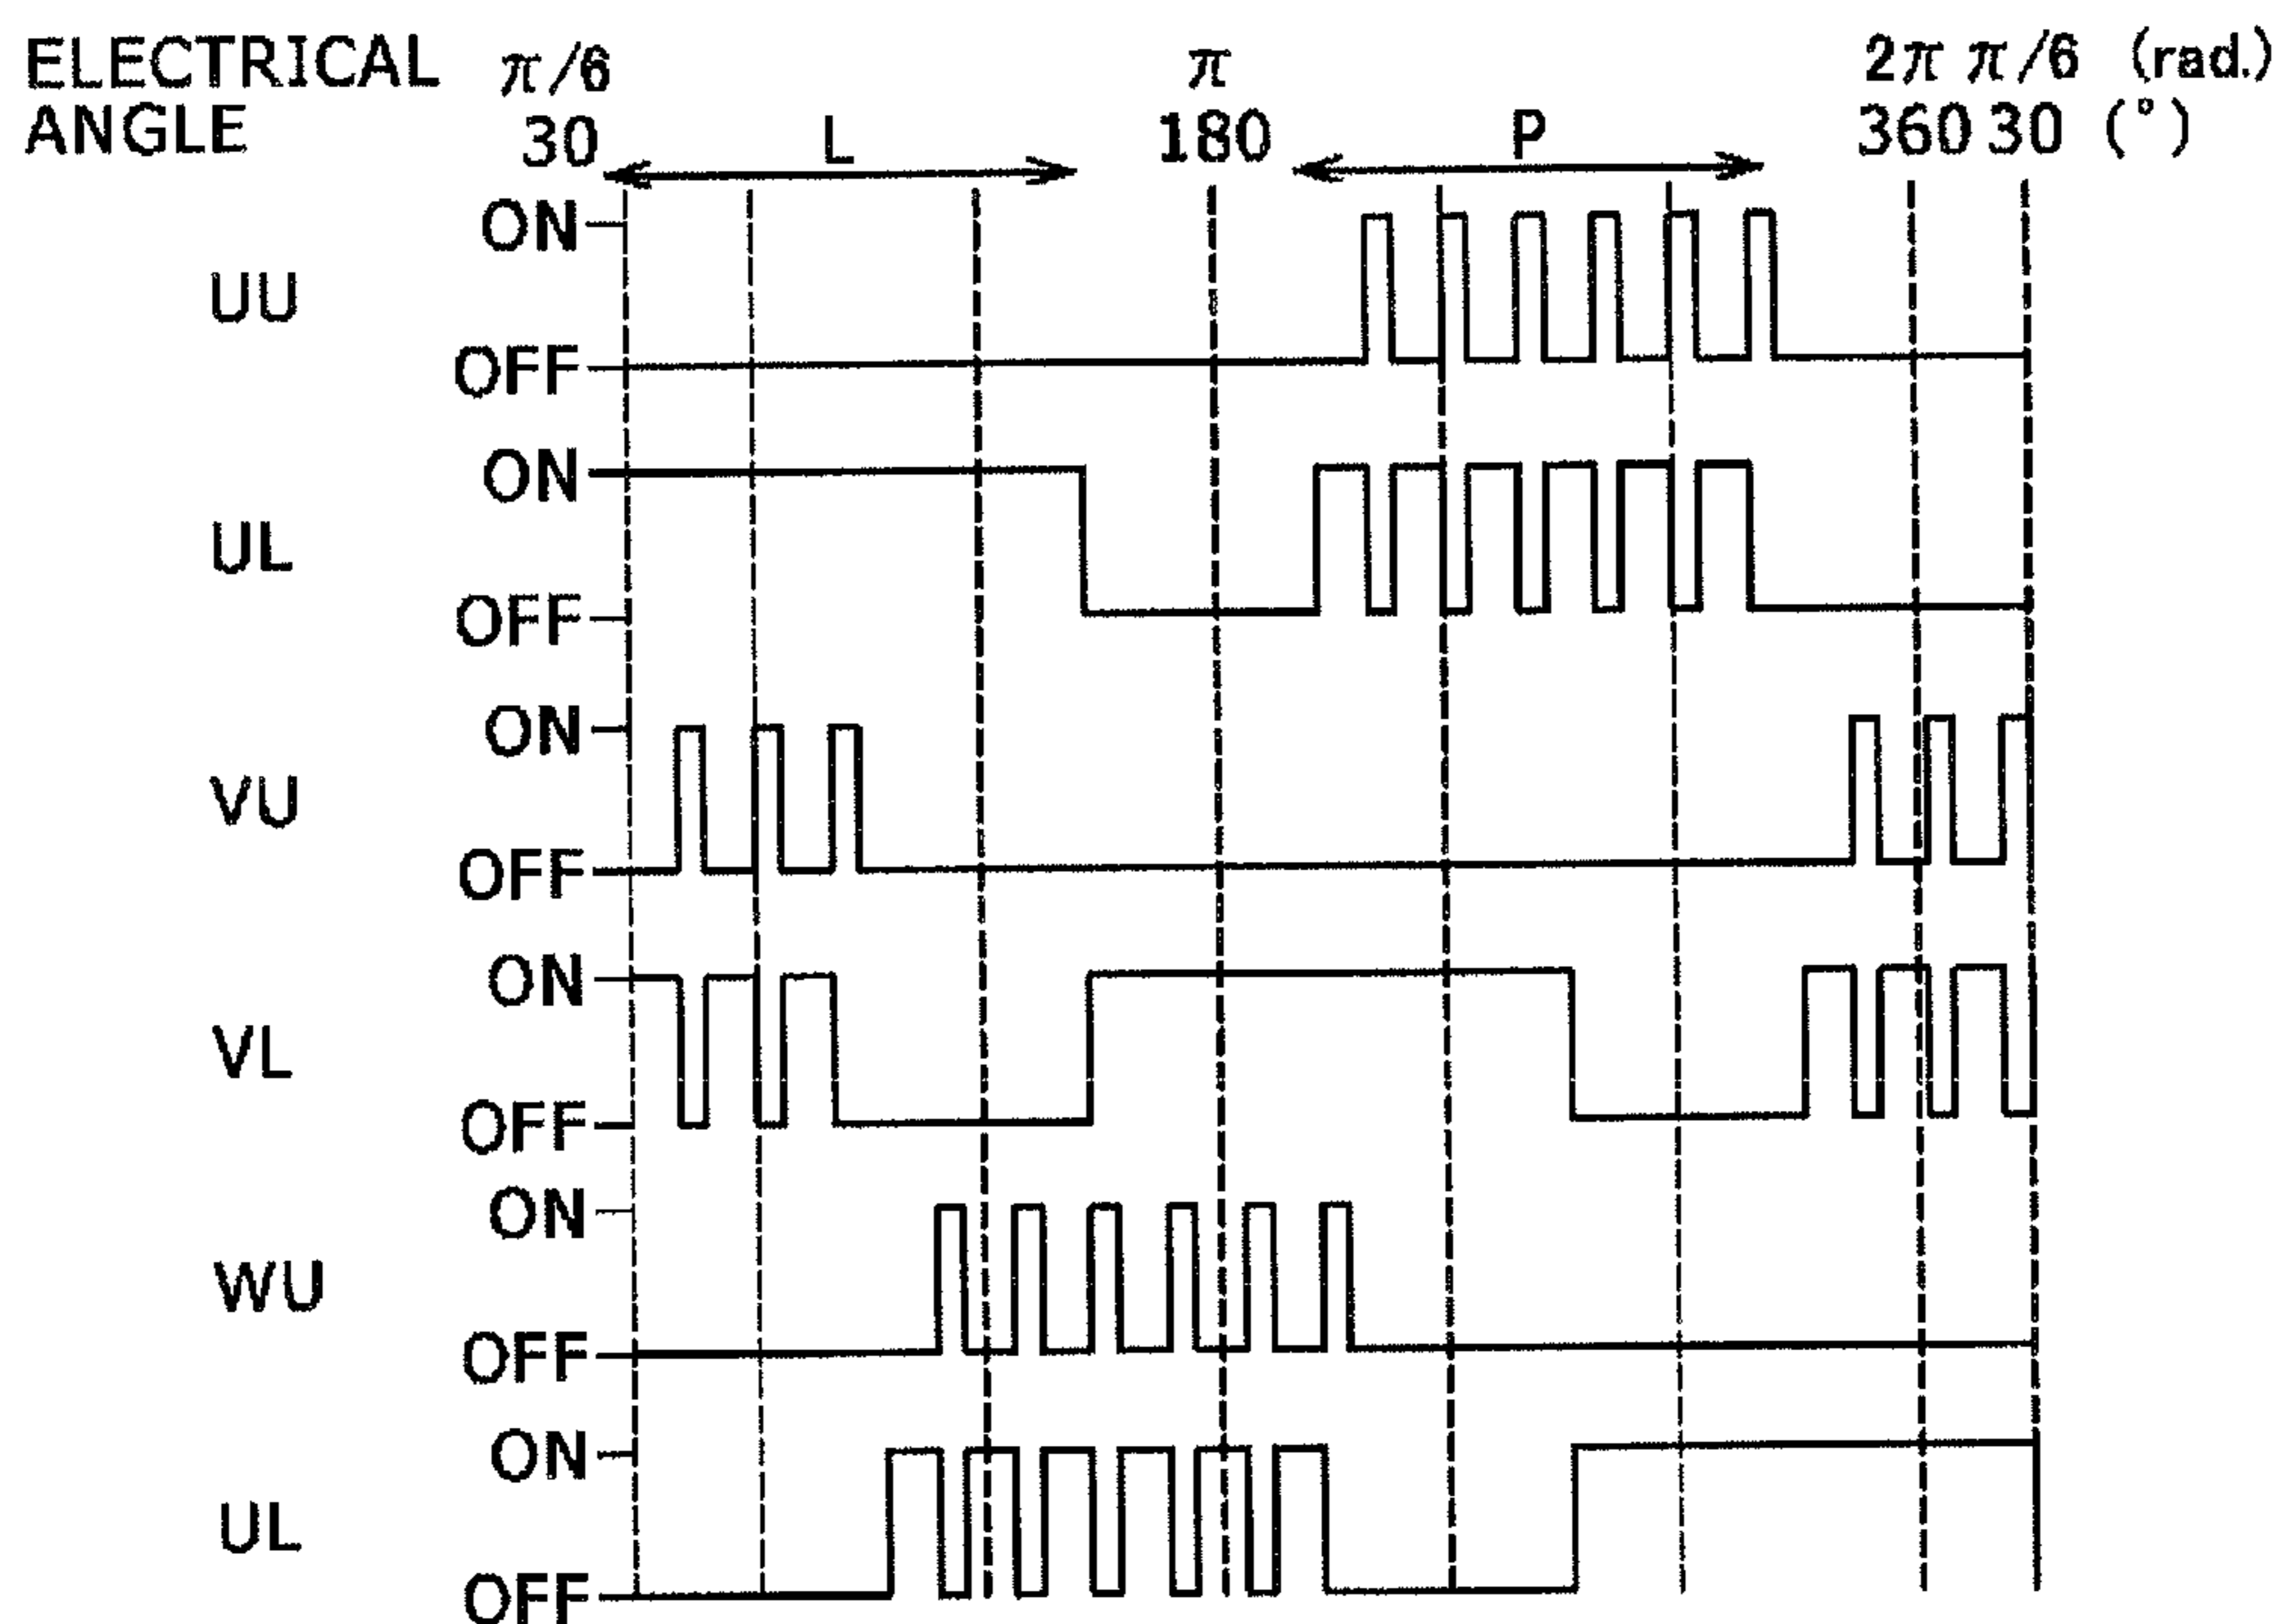 ELECTRICAL π/6 π 2π π/6 (rad.)
ANGLE 30 L 180 P 360 30 (°)
ON
UU
OFF
ON
UL
OFF
ON
VU
OFF
ON
VL
OFF
ON
WU
OFF
ON
UL
OFF